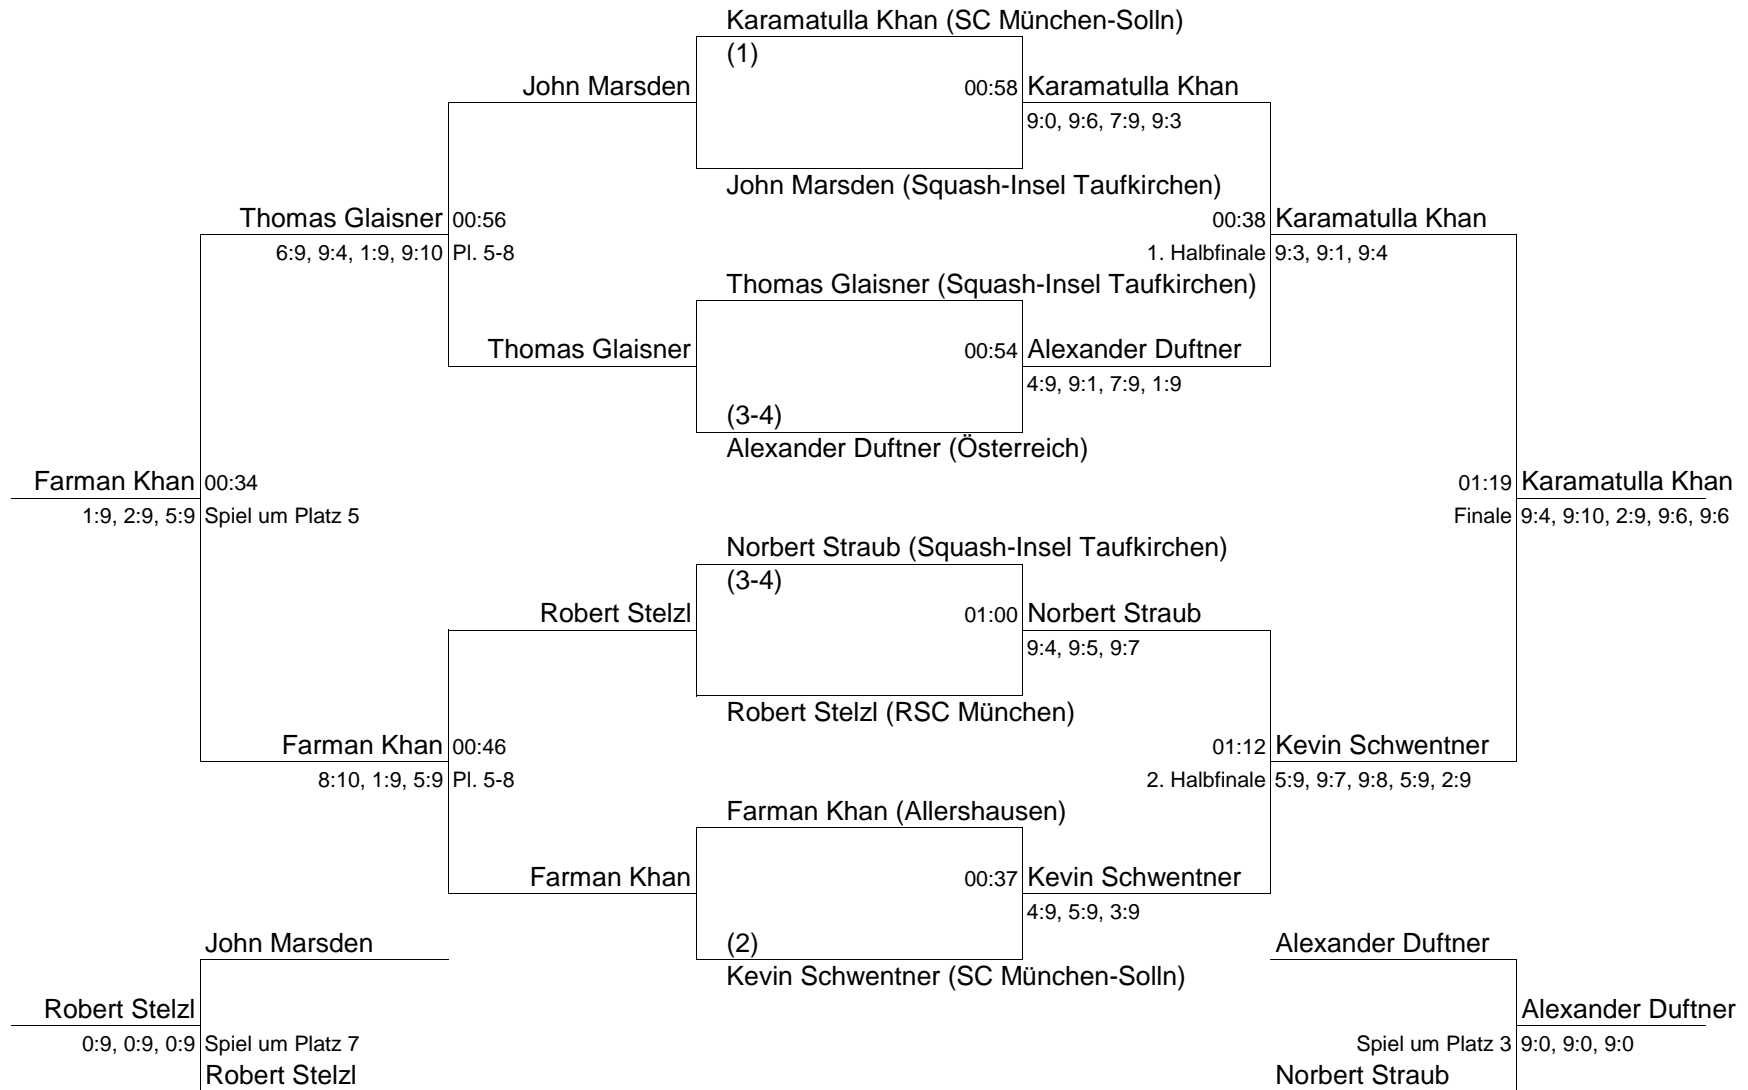 Karamatulla Khan (SC München-Solln)
(1)
John Marsden
00:58 Karamatulla Khan
9:0, 9:6, 7:9, 9:3
John Marsden (Squash-Insel Taufkirchen)
Thomas Glaisner 00:56
00:38 Karamatulla Khan
6:9, 9:4, 1:9, 9:10 Pl. 5-8
1. Halbfinale 9:3, 9:1, 9:4
Thomas Glaisner (Squash-Insel Taufkirchen)
Thomas Glaisner
00:54 Alexander Duftner
4:9, 9:1, 7:9, 1:9
(3-4)
Alexander Duftner (Österreich)
Farman Khan 00:34
01:19 Karamatulla Khan
1:9, 2:9, 5:9 Spiel um Platz 5
Finale 9:4, 9:10, 2:9, 9:6, 9:6
Norbert Straub (Squash-Insel Taufkirchen)
(3-4)
Robert Stelzl
01:00 Norbert Straub
9:4, 9:5, 9:7
Robert Stelzl (RSC München)
Farman Khan 00:46
01:12 Kevin Schwentner
8:10, 1:9, 5:9 Pl. 5-8
2. Halbfinale 5:9, 9:7, 9:8, 5:9, 2:9
Farman Khan (Allershausen)
Farman Khan
00:37 Kevin Schwentner
4:9, 5:9, 3:9
John Marsden
(2)
Alexander Duftner
Kevin Schwentner (SC München-Solln)
Robert Stelzl
Alexander Duftner
0:9, 0:9, 0:9 Spiel um Platz 7
Spiel um Platz 3 9:0, 9:0, 9:0
Robert Stelzl
Norbert Straub